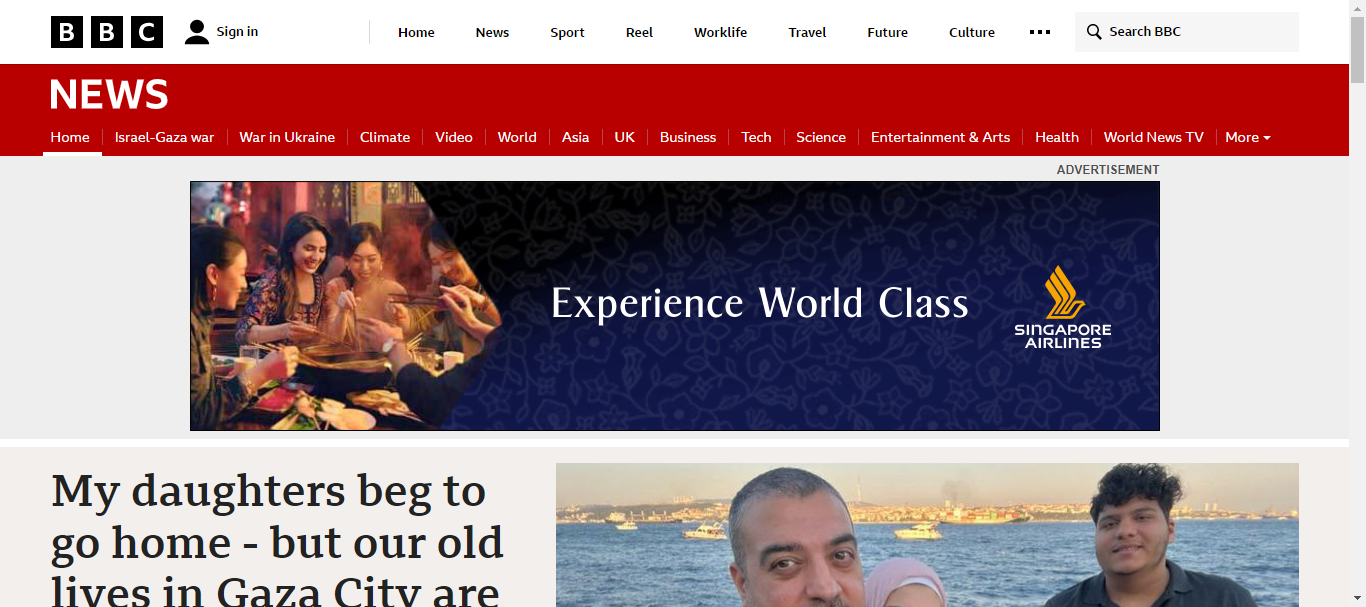 BBC
Sign in
Home
News
Sport
Reel
Worklife
Travel
Future
Culture
Search BBC
NEWS
Home
Israel-Gaza war
War in Ukraine
Climate
Video
World
Asia
UK
Business
Tech
Science
Entertainment & Arts
Health
World News TV
More
ADVERTISEMENT
Experience World Class
SINGAPORE
AIRLINES
My daughters beg to
go home - but our old
lives in Gaza City are